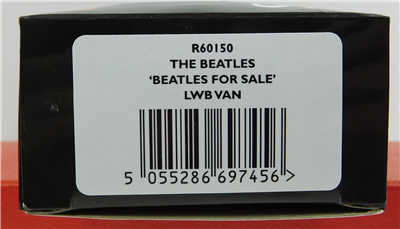 R60150
THE BEATLES
‘BEATLES FOR SALE’
LWB VAN
5 055286 697456 >